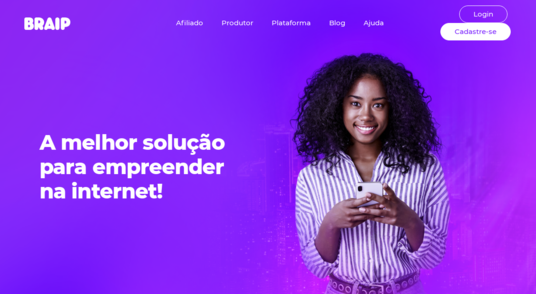 BRAIP
Afiliado Produtor Plataforma Blog Ajuda
Login
Cadastre-se
A melhor solução
para empreender
na internet!